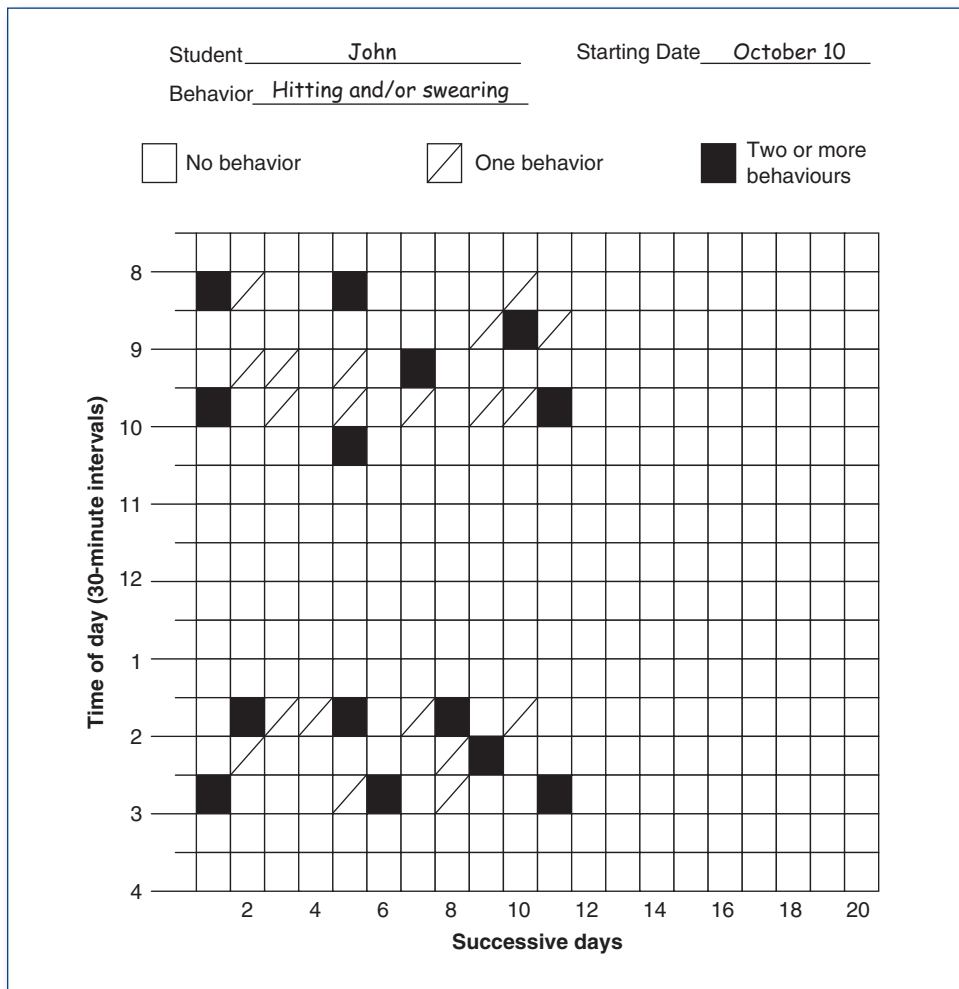 Student John Starting Date October 10
Behavior Hitting and/or swearing
No behavior One behavior Two or more behaviours
8
9
10
11
12
1
2
3
4
Time of day (30-minute intervals)
2 4 6 8 10 12 14 16 18 20
Successive days